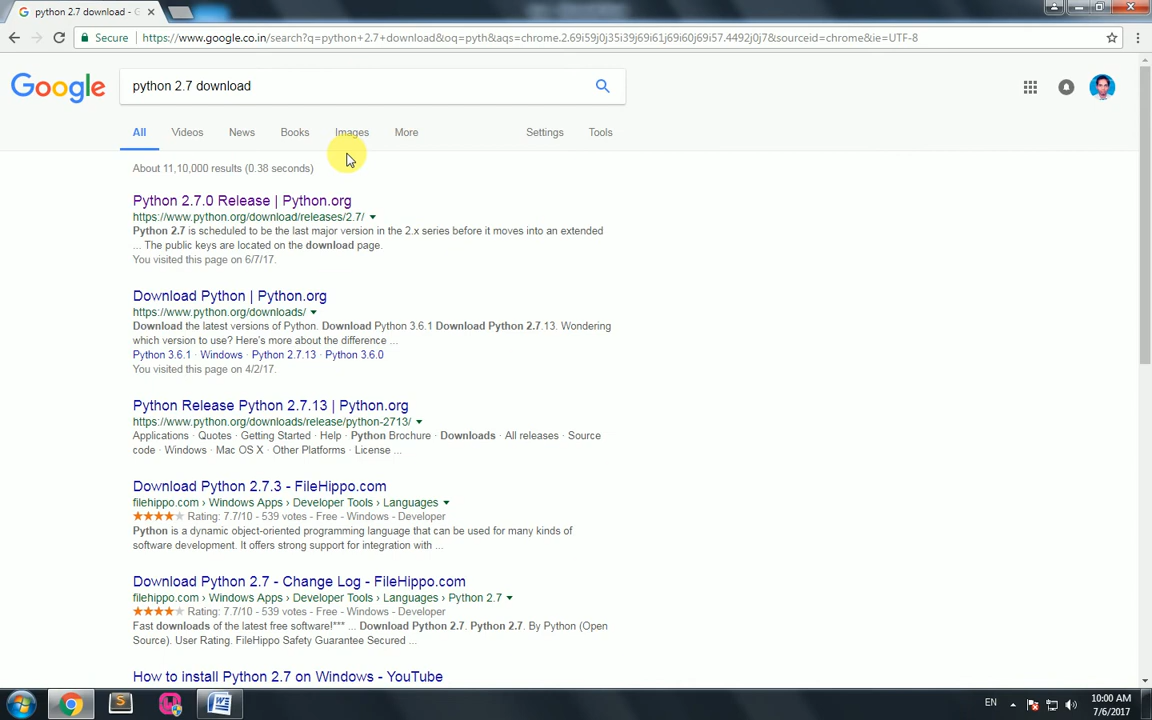 python 2.7 download - G
Secure
https://www.google.co.in/search?q=python+2.7+download&oq=pyth&aqs=chrome.2.69i59j0j35i39j69i61j69i60j69i57.4492j0j7&sourceid=chrome&ie=UTF-8
Google
python 2.7 download
All Videos News Books Images More Settings Tools
About 11,10,000 results (0.38 seconds)
Python 2.7.0 Release | Python.org
https://www.python.org/download/releases/2.7/
Python 2.7 is scheduled to be the last major version in the 2.x series before it moves into an extended
... The public keys are located on the download page.
You visited this page on 6/7/17.
Download Python | Python.org
https://www.python.org/downloads/
Download the latest versions of Python. Download Python 3.6.1 Download Python 2.7.13. Wondering
which version to use? Here's more about the difference ...
Python 3.6.1 · Windows · Python 2.7.13 · Python 3.6.0
You visited this page on 4/2/17.
Python Release Python 2.7.13 | Python.org
https://www.python.org/downloads/release/python-2713/
Applications · Quotes · Getting Started · Help · Python Brochure · Downloads · All releases · Source
code · Windows · Mac OS X · Other Platforms · License ...
Download Python 2.7.3 - FileHippo.com
filehippo.com › Windows Apps › Developer Tools › Languages
Rating: 7.7/10 - 539 votes - Free - Windows - Developer
Python is a dynamic object-oriented programming language that can be used for many kinds of
software development. It offers strong support for integration with ...
Download Python 2.7 - Change Log - FileHippo.com
filehippo.com › Windows Apps › Developer Tools › Languages › Python 2.7
Rating: 7.7/10 - 539 votes - Free - Windows - Developer
Fast downloads of the latest free software!*** ... Download Python 2.7. Python 2.7. By Python (Open
Source). User Rating. FileHippo Safety Guarantee Secured ...
How to install Python 2.7 on Windows - YouTube
EN
10:00 AM
7/6/2017